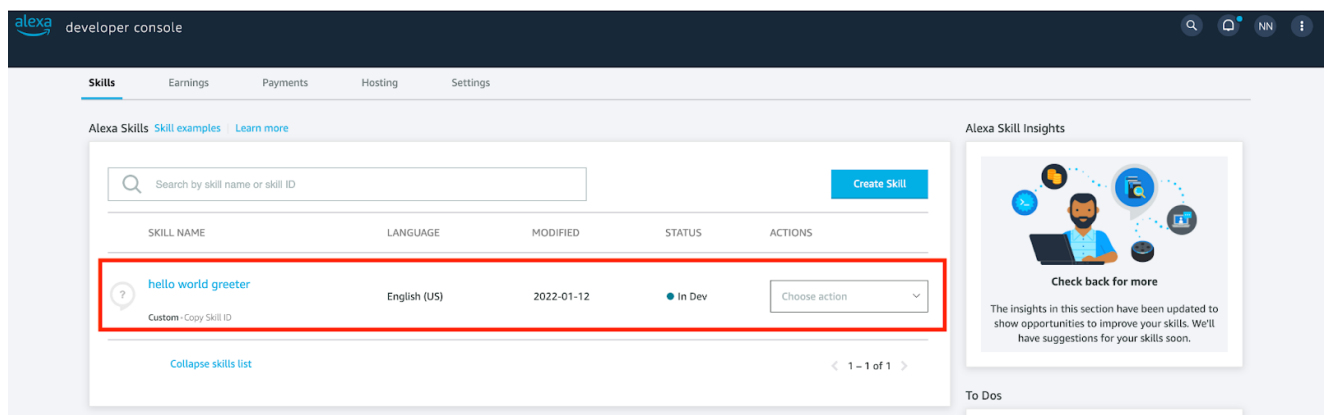 alexa developer console
NN
Skills Earnings Payments Hosting Settings
Alexa Skills Skill examples | Learn more
Search by skill name or skill ID
Create Skill
SKILL NAME LANGUAGE MODIFIED STATUS ACTIONS
hello world greeter
English (US) 2022-01-12 In Dev Choose action
Custom - Copy Skill ID
Collapse skills list
1 – 1 of 1
Alexa Skill Insights
Check back for more
The insights in this section have been updated to
show opportunities to improve your skills. We'll
have suggestions for your skills soon.
To Dos